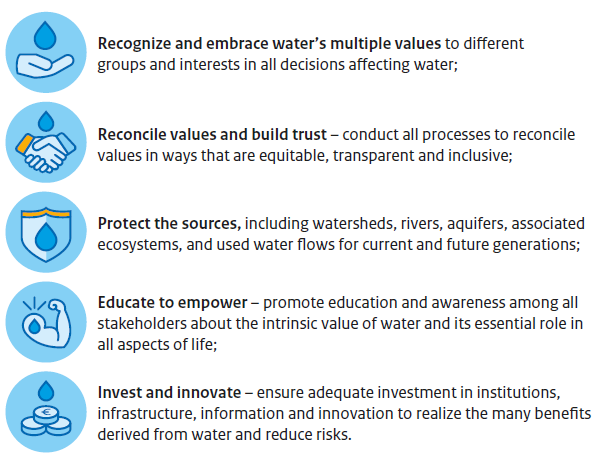 Recognize and embrace water's multiple values to different
groups and interests in all decisions affecting water;
Reconcile values and build trust – conduct all processes to reconcile
values in ways that are equitable, transparent and inclusive;
Protect the sources, including watersheds, rivers, aquifers, associated
ecosystems, and used water flows for current and future generations;
Educate to empower – promote education and awareness among all
stakeholders about the intrinsic value of water and its essential role in
all aspects of life;
€
Invest and innovate – ensure adequate investment in institutions,
infrastructure, information and innovation to realize the many benefits
derived from water and reduce risks.